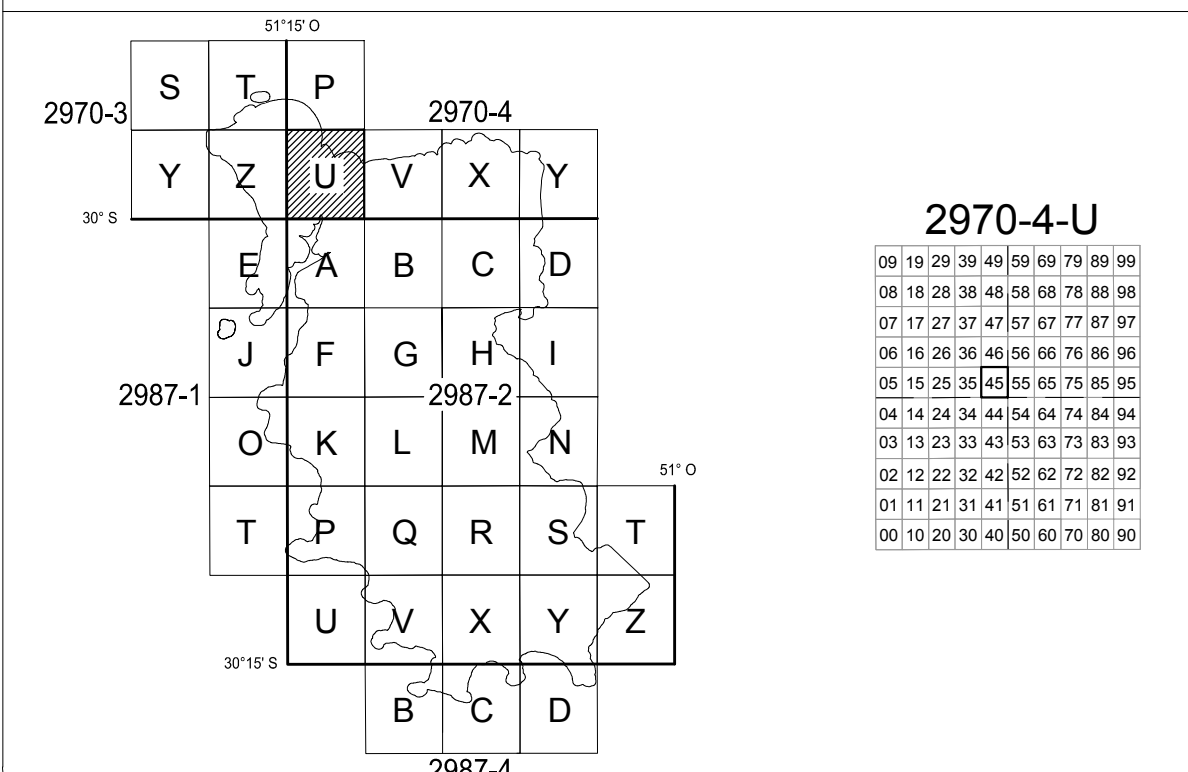 51°15' O
S T P
2970-3
2970-4
Y Z U V X Y
30° S
E A B C D
J F G H I
2987-1
2987-2
O K L M N
51° O
T P Q R S T
U V X Y Z
30°15' S
B C D
2987-4
2970-4-U
09 19 29 39 49 59 69 79 89 99
08 18 28 38 48 58 68 78 88 98
07 17 27 37 47 57 67 77 87 97
06 16 26 36 46 56 66 76 86 96
05 15 25 35 45 55 65 75 85 95
04 14 24 34 44 54 64 74 84 94
03 13 23 33 43 53 63 73 83 93
02 12 22 32 42 52 62 72 82 92
01 11 21 31 41 51 61 71 81 91
00 10 20 30 40 50 60 70 80 90